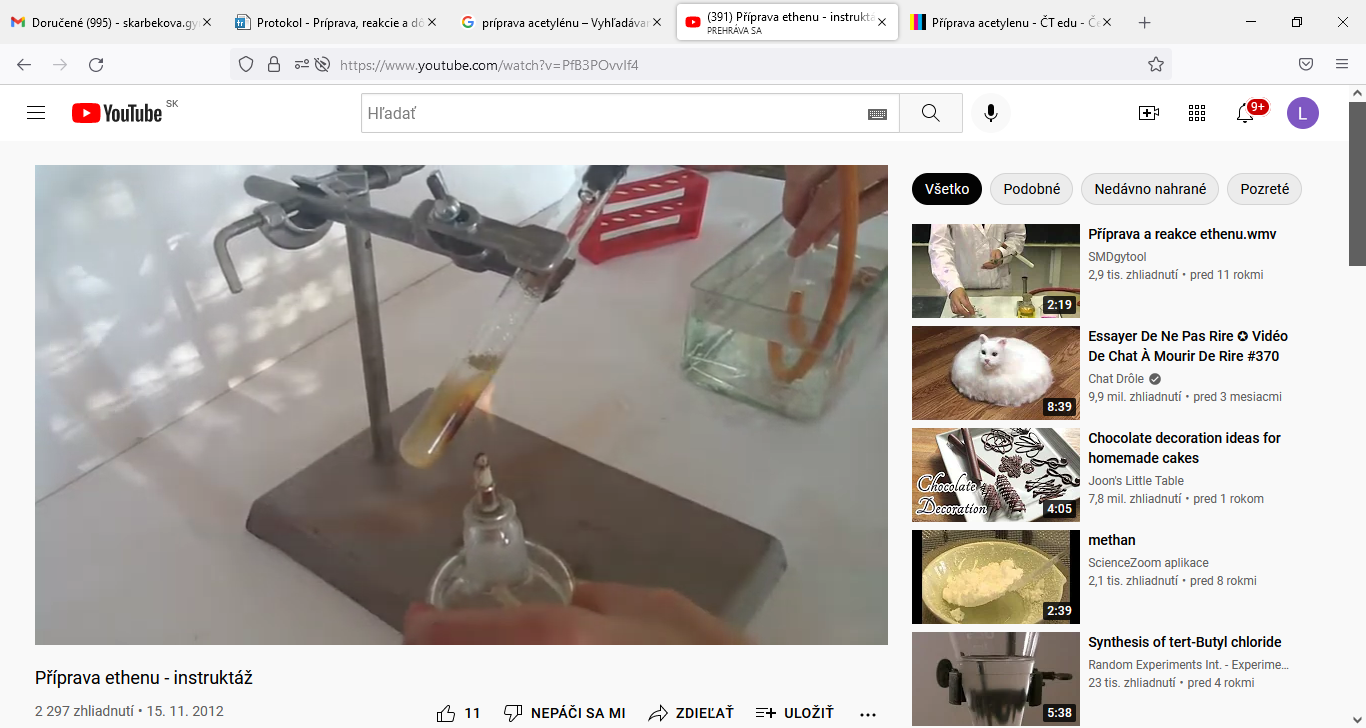 Doručené (995) - skarbekova.gy
Protokol - Príprava, reakcie a dô
príprava acetylénu – Vyhľadávan
(391) Příprava ethenu - instruktá
PREHRÁVA SA
Příprava acetylenu - ČT edu - Če
https://www.youtube.com/watch?v=PfB3POvvIf4
YouTube SK
Hľadať
9+
L
Všetko
Podobné
Nedávno nahrané
Pozreté
Příprava a reakce ethenu.wmv
SMDgytool
2,9 tis. zhliadnutí • pred 11 rokmi
2:19
Essayer De Ne Pas Rire ✪ Vidéo
De Chat À Mourir De Rire #370
Chat Drôle
9,9 mil. zhliadnutí • pred 3 mesiacmi
8:39
Chocolate decoration ideas for
homemade cakes
Joon's Little Table
7,8 mil. zhliadnutí • pred 1 rokom
Chocolate
Decoration
4:05
methan
ScienceZoom aplikace
2,1 tis. zhliadnutí • pred 8 rokmi
2:39
Synthesis of tert-Butyl chloride
Random Experiments Int. - Experime...
23 tis. zhliadnutí • pred 4 rokmi
5:38
Příprava ethenu - instruktáž
2 297 zhliadnutí • 15. 11. 2012
11
NEPÁČI SA MI
ZDIEĽAŤ
ULOŽIŤ